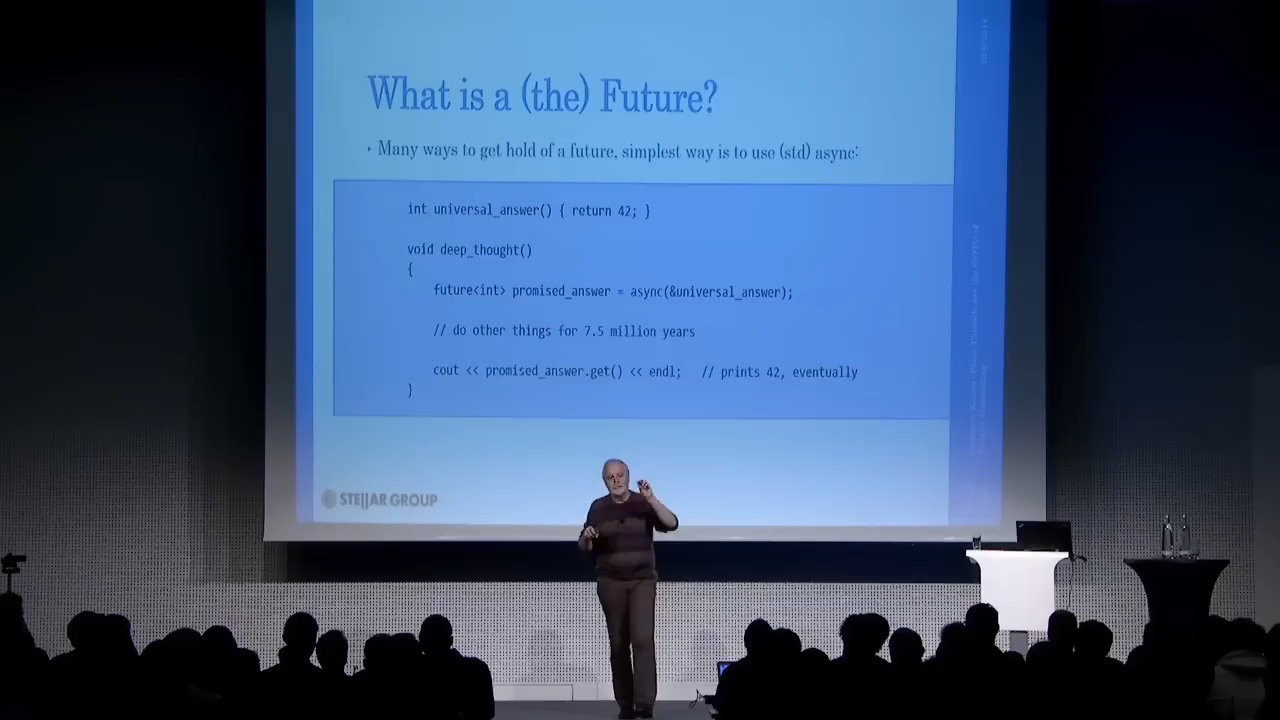 What is a (the) Future?
• Many ways to get hold of a future, simplest way is to use (std) async:
int universal_answer() { return 42; }
void deep_thought()
{
future<int> promised_answer = async(&universal_answer);
// do other things for 7.5 million years
cout << promised_answer.get() << endl; // prints 42, eventually
}
STE||AR GROUP